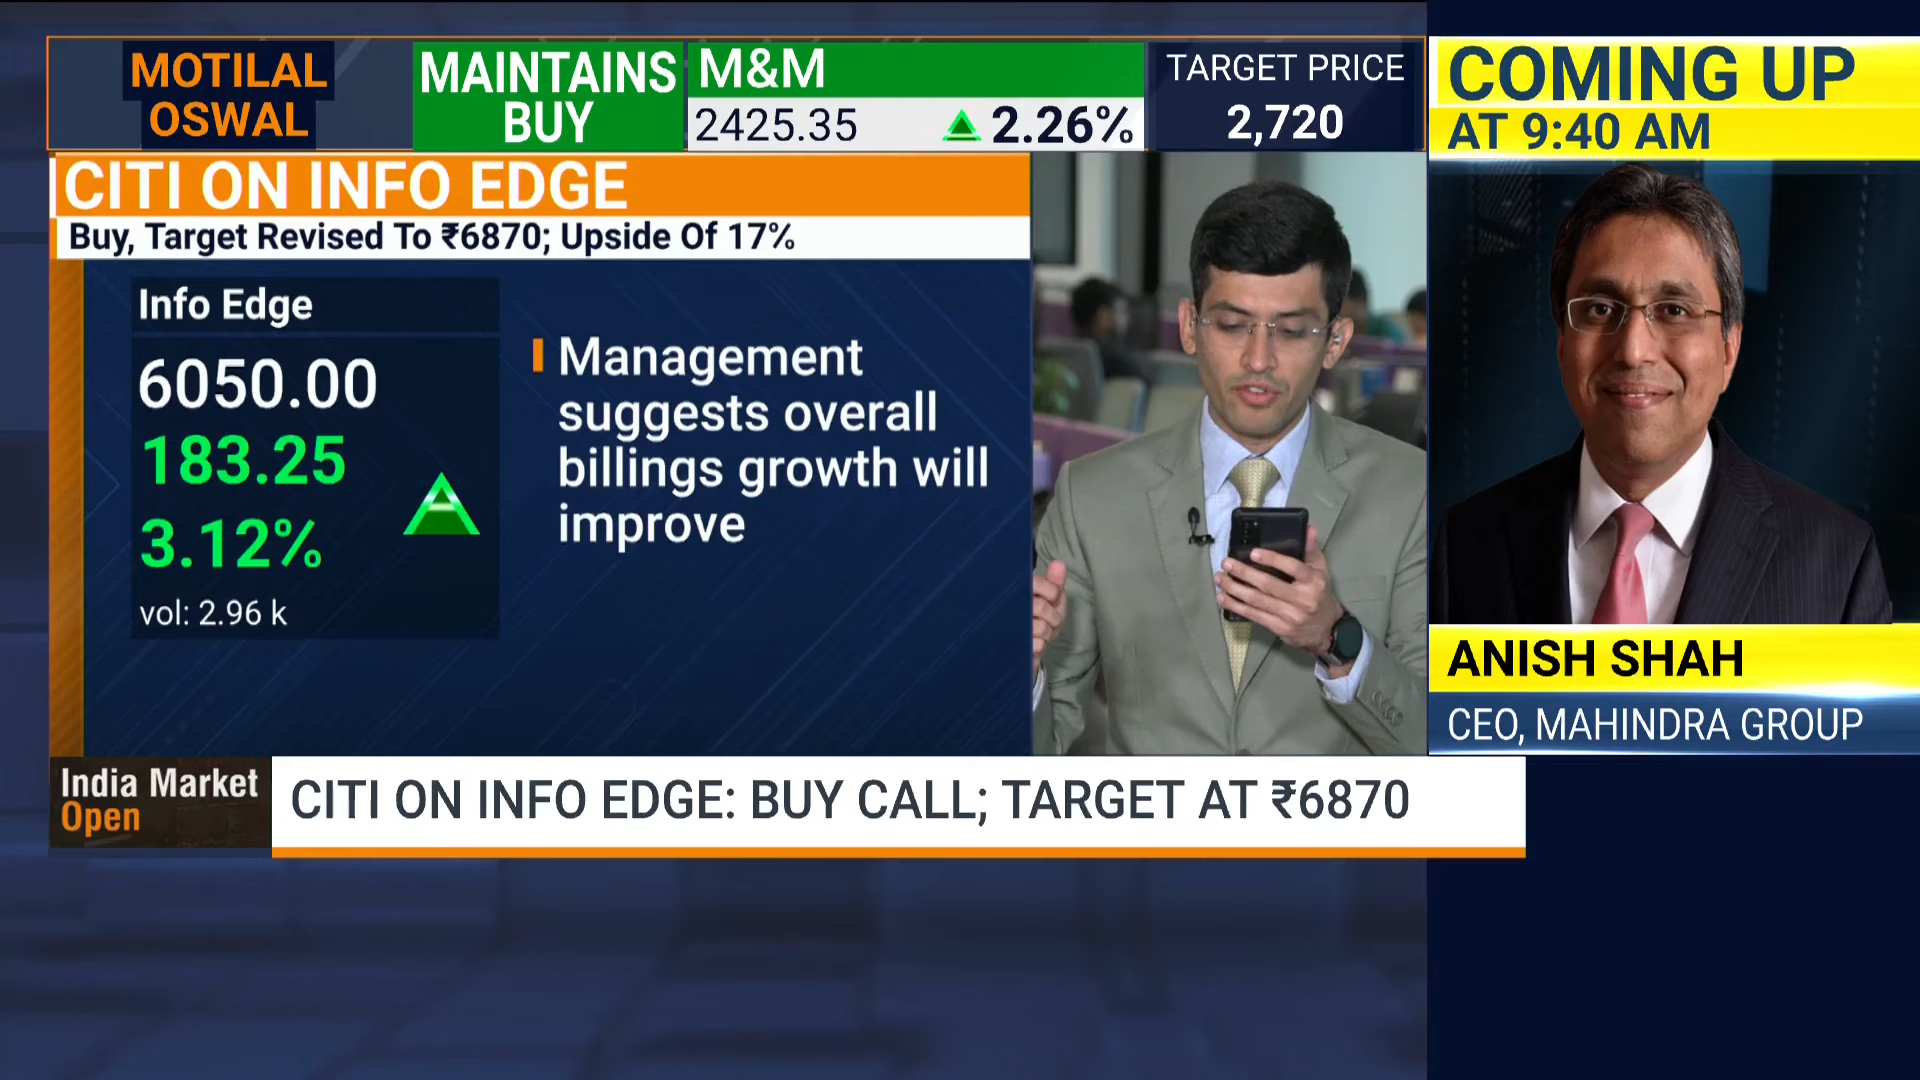 MOTILAL
OSWAL
MAINTAINS
BUY
M&M
2425.35 2.26%
TARGET PRICE
2,720
COMING UP
AT 9:40 AM
CITI ON INFO EDGE
Buy, Target Revised To ₹6870; Upside Of 17%
Info Edge
6050.00
183.25
3.12%
vol: 2.96 k
Management
suggests overall
billings growth will
improve
ANISH SHAH
CEO, MAHINDRA GROUP
India Market
Open
CITI ON INFO EDGE: BUY CALL; TARGET AT ₹6870